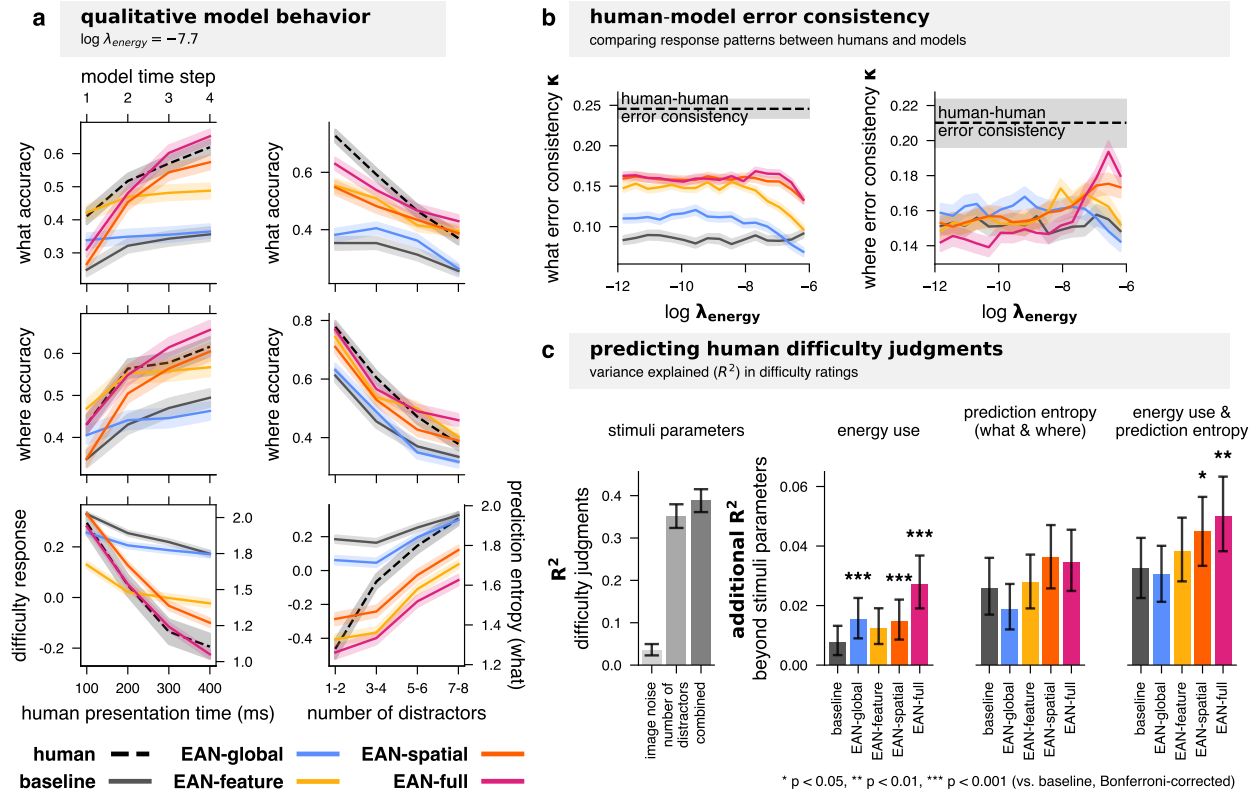 a
qualitative model behavior
log λenergy = −7.7
model time step
1 2 3 4
what accuracy
0.6
0.5
0.4
0.3
what accuracy
0.6
0.4
where accuracy
0.6
0.4
where accuracy
0.8
0.6
0.4
difficulty response
0.2
0.0
-0.2
2.0
1.8
1.5
1.2
1.0
0.2
0.0
-0.2
-0.4
2.0
1.8
1.6
1.4
1.2
prediction entropy (what)
100 200 300 400
human presentation time (ms)
1-2 3-4 5-6 7-8
number of distractors
human
EAN-global
EAN-spatial
baseline
EAN-feature
EAN-full
b
human-model error consistency
comparing response patterns between humans and models
what error consistency κ
0.25
0.20
0.15
0.10
human-human
error consistency
−12 −10 −8 −6
log λenergy
where error consistency κ
0.22
0.20
0.18
0.16
0.14
human-human
error consistency
−12 −10 −8 −6
log λenergy
c
predicting human difficulty judgments
variance explained (R²) in difficulty ratings
stimuli parameters
R²
difficulty judgments
0.4
0.3
0.2
0.1
0.0
image noise
number of
distractors
combined
additional R²
beyond stimuli parameters
0.06
0.04
0.02
0.00
energy use
***
***
***
baseline
EAN-global
EAN-feature
EAN-spatial
EAN-full
prediction entropy
(what & where)
baseline
EAN-global
EAN-feature
EAN-spatial
EAN-full
energy use &
prediction entropy
*
**
baseline
EAN-global
EAN-feature
EAN-spatial
EAN-full
* p < 0.05, ** p < 0.01, *** p < 0.001 (vs. baseline, Bonferroni-corrected)